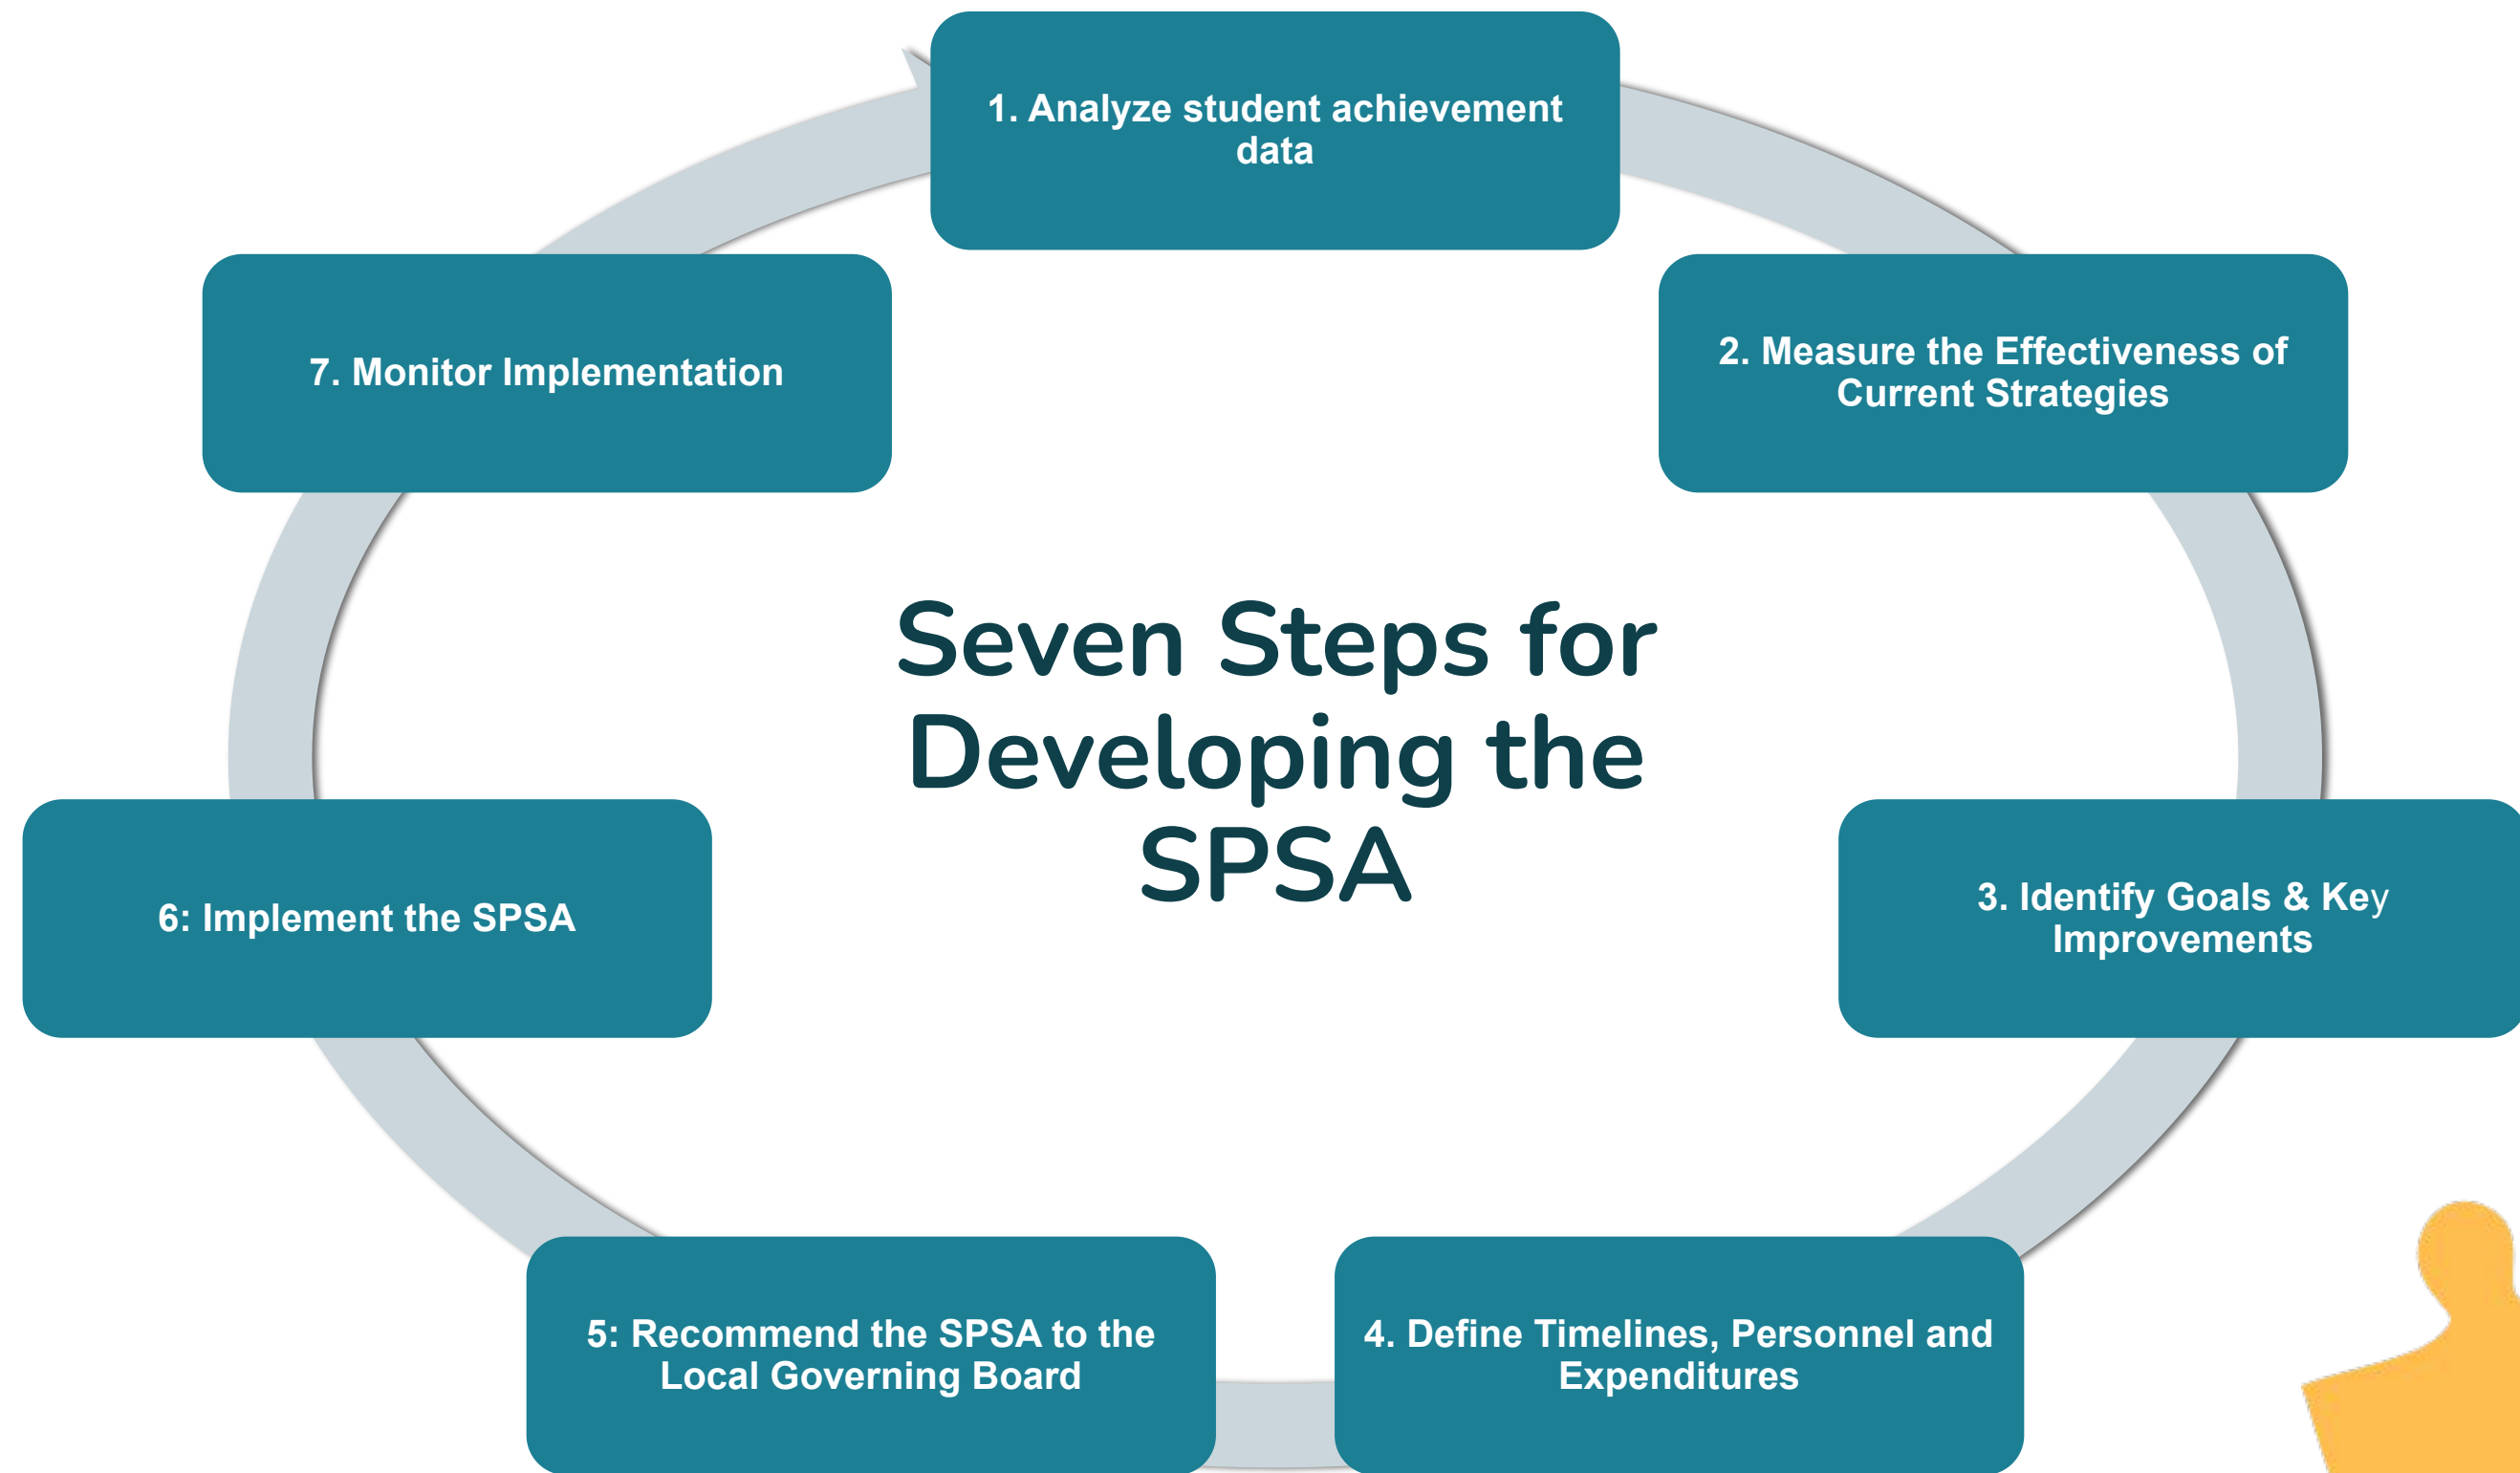 1. Analyze student achievement
data
2. Measure the Effectiveness of
Current Strategies
3. Identify Goals & Key
Improvements
4. Define Timelines, Personnel and
Expenditures
5: Recommend the SPSA to the
Local Governing Board
6: Implement the SPSA
7. Monitor Implementation
Seven Steps for
Developing the
SPSA